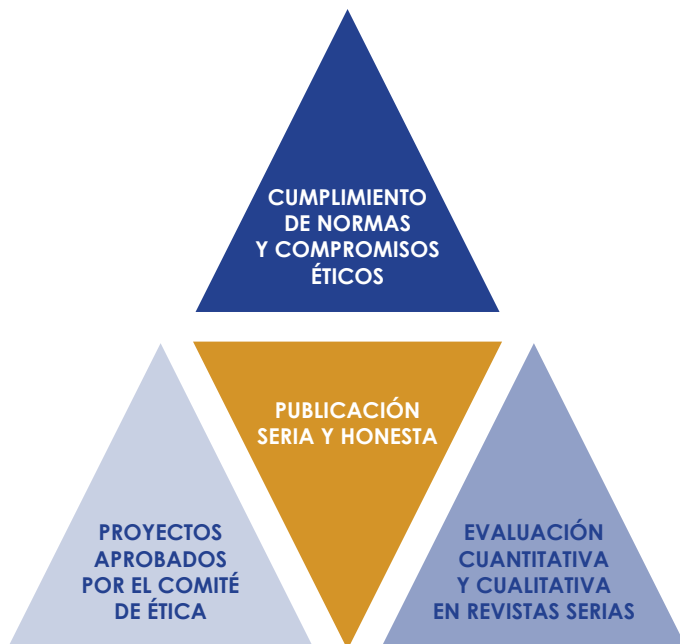 CUMPLIMIENTO
DE NORMAS
Y COMPROMISOS
ÉTICOS
PUBLICACIÓN
SERIA Y HONESTA
PROYECTOS
APROBADOS
POR EL COMITÉ
DE ÉTICA
EVALUACIÓN
CUANTITATIVA
Y CUALITATIVA
EN REVISTAS SERIAS